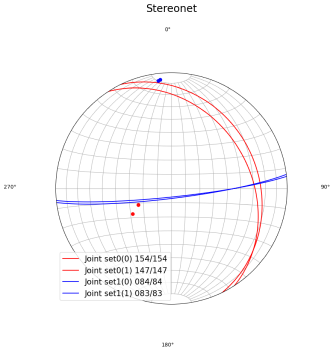 Stereonet
0°
270°
90°
Joint set0(0) 154/154
Joint set0(1) 147/147
Joint set1(0) 084/84
Joint set1(1) 083/83
180°